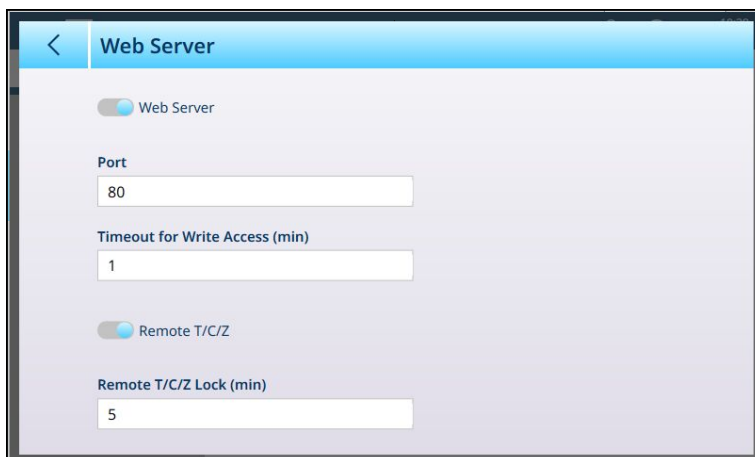 Web Server
Web Server
Port
80
Timeout for Write Access (min)
1
Remote T/C/Z
Remote T/C/Z Lock (min)
5